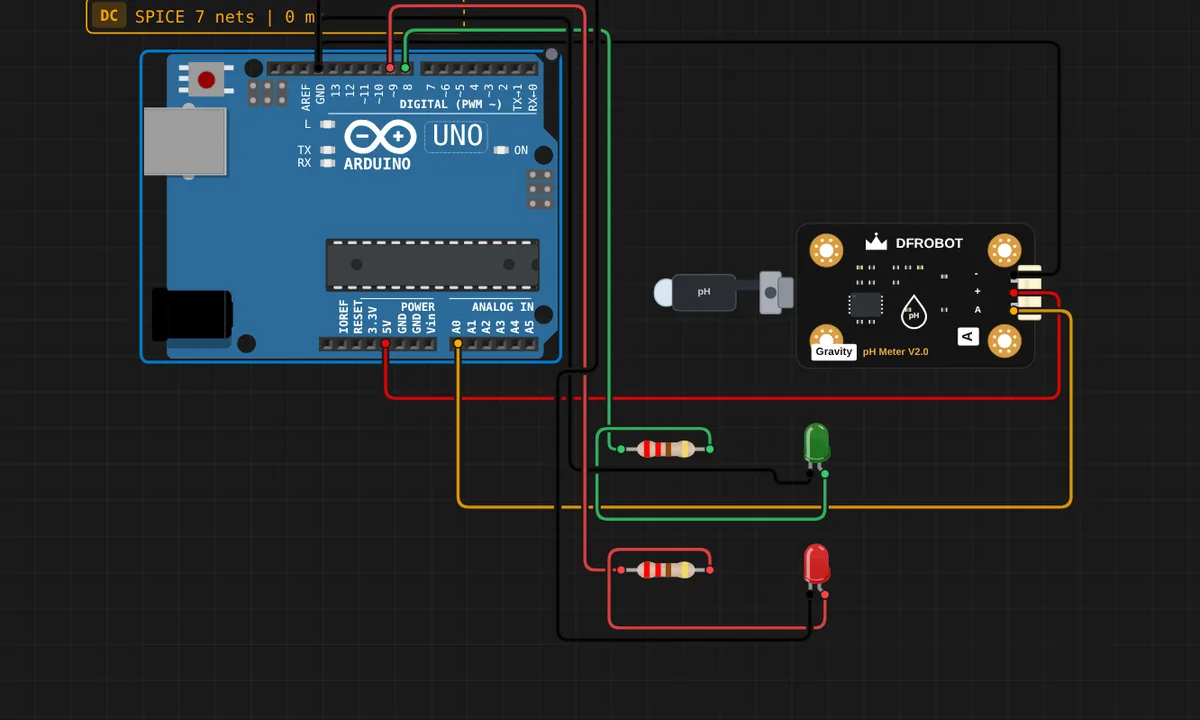 DC SPICE 7 nets | 0 m
AREF
GND
13
12
~11
~10
~9
8
7
~6
~5
4
~3
2
TX→1
RX←0
DIGITAL (PWM ~)
L
TX
RX
UNO
ON
ARDUINO
IOREF
RESET
3.3V
5V
GND
GND
Vin
POWER
ANALOG IN
A0
A1
A2
A3
A4
A5
pH
DFROBOT
-
+
A
pH
A
Gravity
pH Meter V2.0